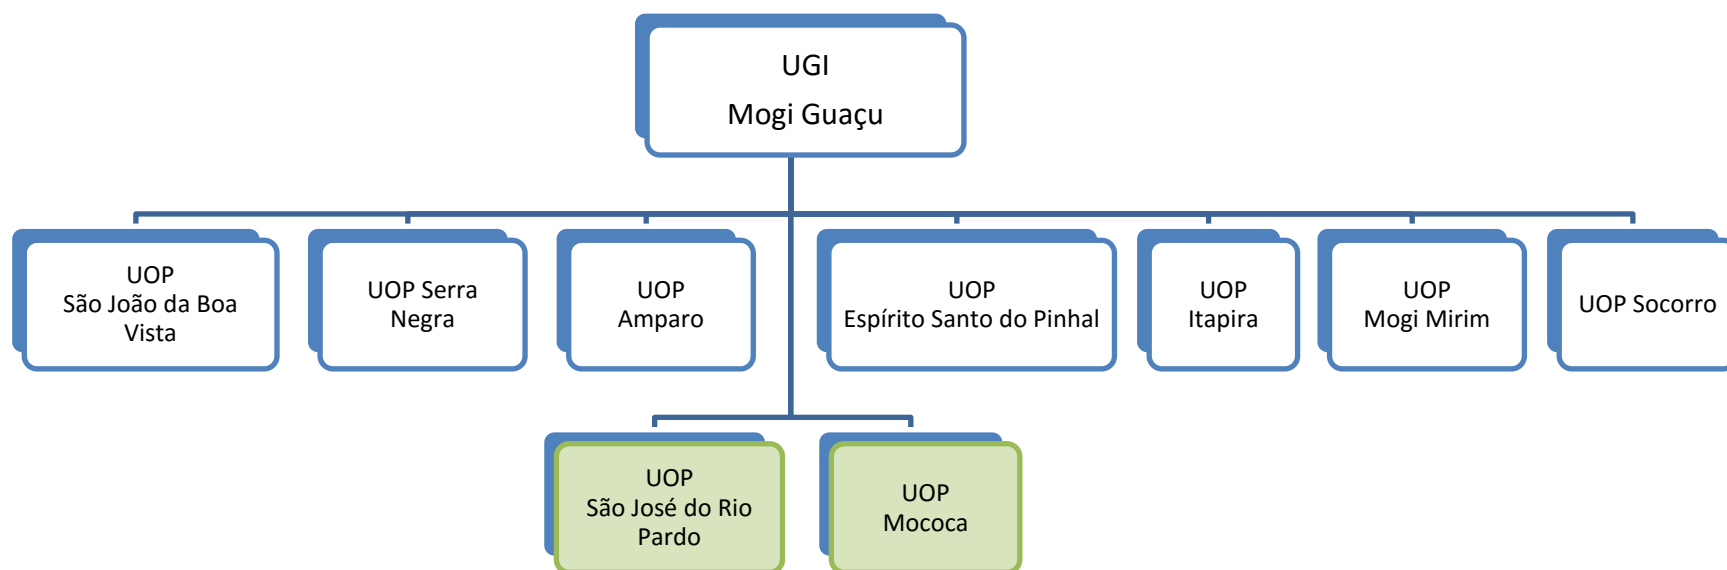 UGI
Mogi Guaçu
UOP
São João da Boa
Vista
UOP Serra
Negra
UOP
Amparo
UOP
Espírito Santo do Pinhal
UOP
Itapira
UOP
Mogi Mirim
UOP Socorro
UOP
São José do Rio
Pardo
UOP
Mococa